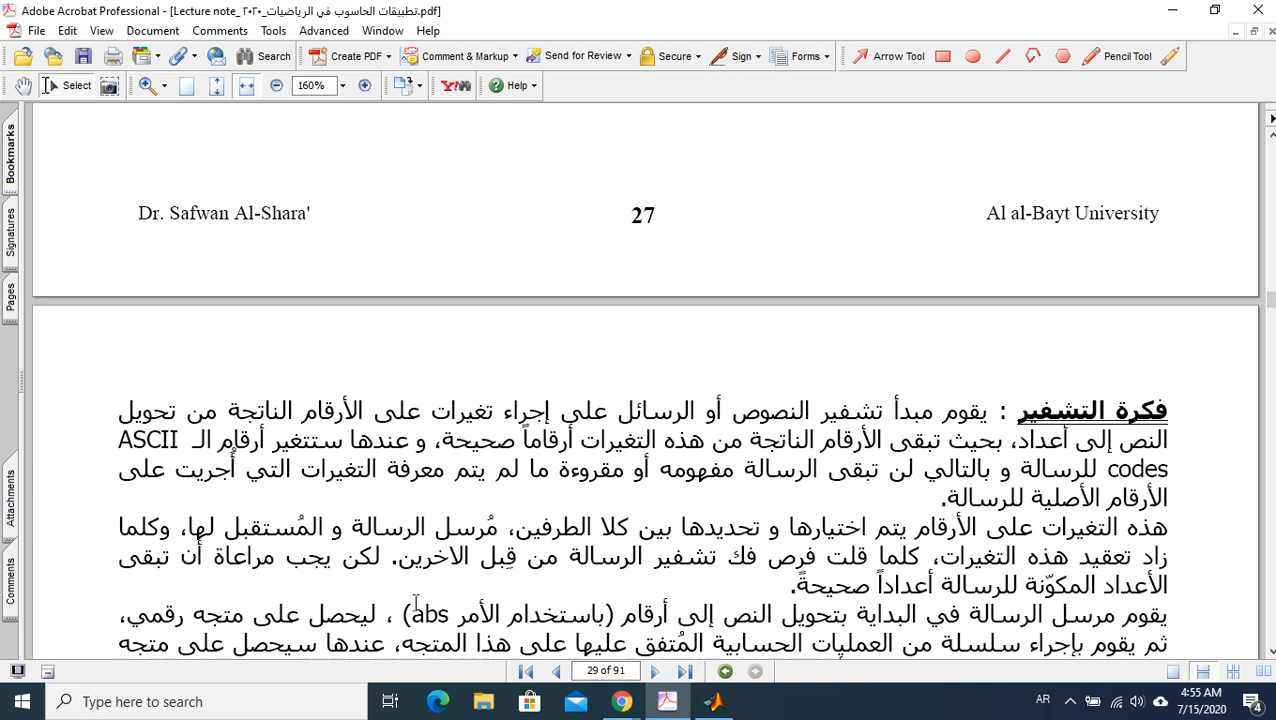 Adobe Acrobat Professional - [Lecture note_ ٢٠٢٠_تطبيقات الحاسوب في الرياضيات.pdf]
File Edit View Document Comments Tools Advanced Window Help
Search Create PDF Comment & Markup Send for Review Secure Sign Forms Arrow Tool Pencil Tool
Select 160% Y! Help
Bookmarks
Signatures
Pages
Attachments
Comments
Dr. Safwan Al-Shara' 27 Al al-Bayt University
فكرة التشفير : يقوم مبدأ تشفير النصوص أو الرسائل على إجراء تغيرات على الأرقام الناتجة من تحويل
النص إلى أعداد، بحيث تبقى الأرقام الناتجة من هذه التغيرات أرقاماً صحيحة، و عندها ستتغير أرقام الـ ASCII
codes للرسالة و بالتالي لن تبقى الرسالة مفهومه أو مقروءة ما لم يتم معرفة التغيرات التي أُجريت على
الأرقام الأصلية للرسالة.
هذه التغيرات على الأرقام يتم اختيارها و تحديدها بين كلا الطرفين، مُرسل الرسالة و المُستقبل لها، وكلما
زاد تعقيد هذه التغيرات، كلما قلت فرص فك تشفير الرسالة من قِبل الاخرين. لكن يجب مراعاة أن تبقى
الأعداد المكوّنة للرسالة أعداداً صحيحةً.
يقوم مرسل الرسالة في البداية بتحويل النص إلى أرقام (باستخدام الأمر abs) ، ليحصل على متجه رقمي،
ثم يقوم بإجراء سلسلة من العمليات الحسابية المُتفق عليها على هذا المتجه، عندها سيحصل على متجه
29 of 91
Type here to search AR 4:55 AM
7/15/2020 4